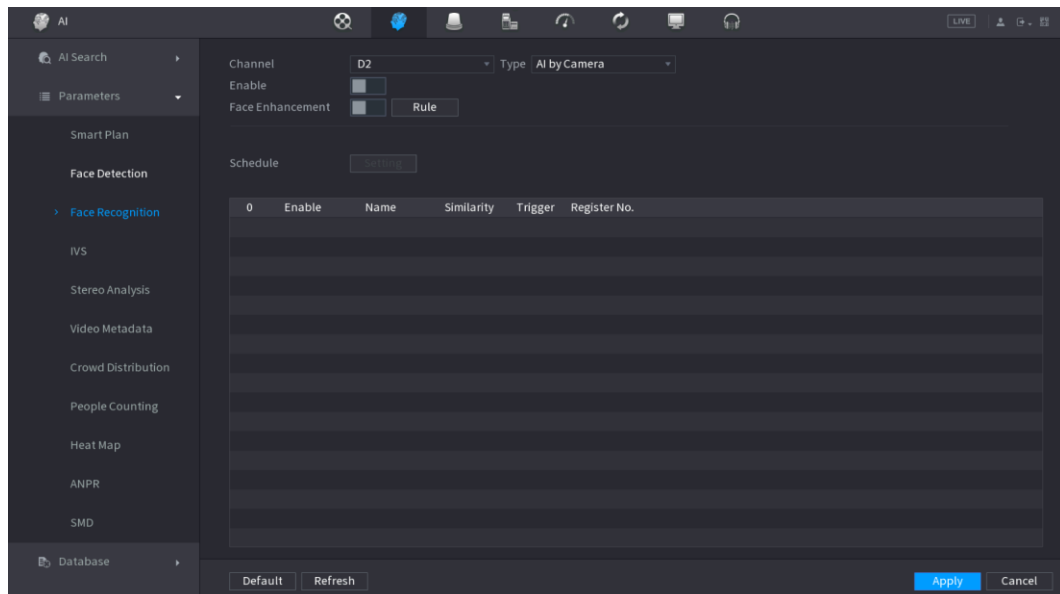 AI LIVE
AI Search
Parameters
Smart Plan
Face Detection
Face Recognition
IVS
Stereo Analysis
Video Metadata
Crowd Distribution
People Counting
Heat Map
ANPR
SMD
Database
Channel D2 Type AI by Camera
Enable
Face Enhancement Rule
Schedule Setting
0 Enable Name Similarity Trigger Register No.
Default Refresh Apply Cancel